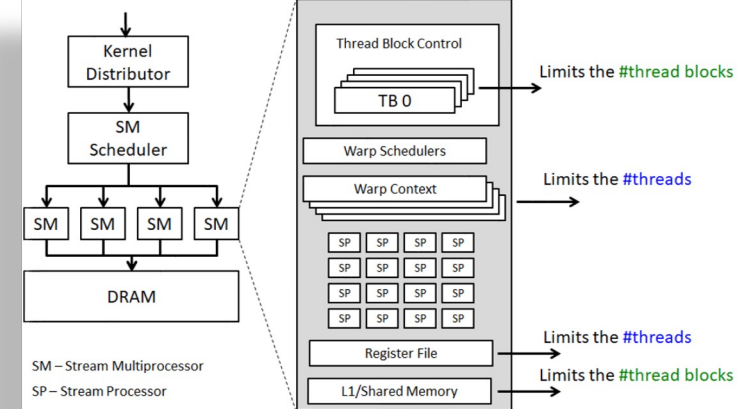 Kernel
Distributor
SM
Scheduler
SM SM SM SM
DRAM
SM – Stream Multiprocessor
SP – Stream Processor
Thread Block Control
TB 0
Warp Schedulers
Warp Context
SP SP SP SP
SP SP SP SP
SP SP SP SP
SP SP SP SP
Register File
L1/Shared Memory
Limits the #thread blocks
Limits the #threads
Limits the #threads
Limits the #thread blocks